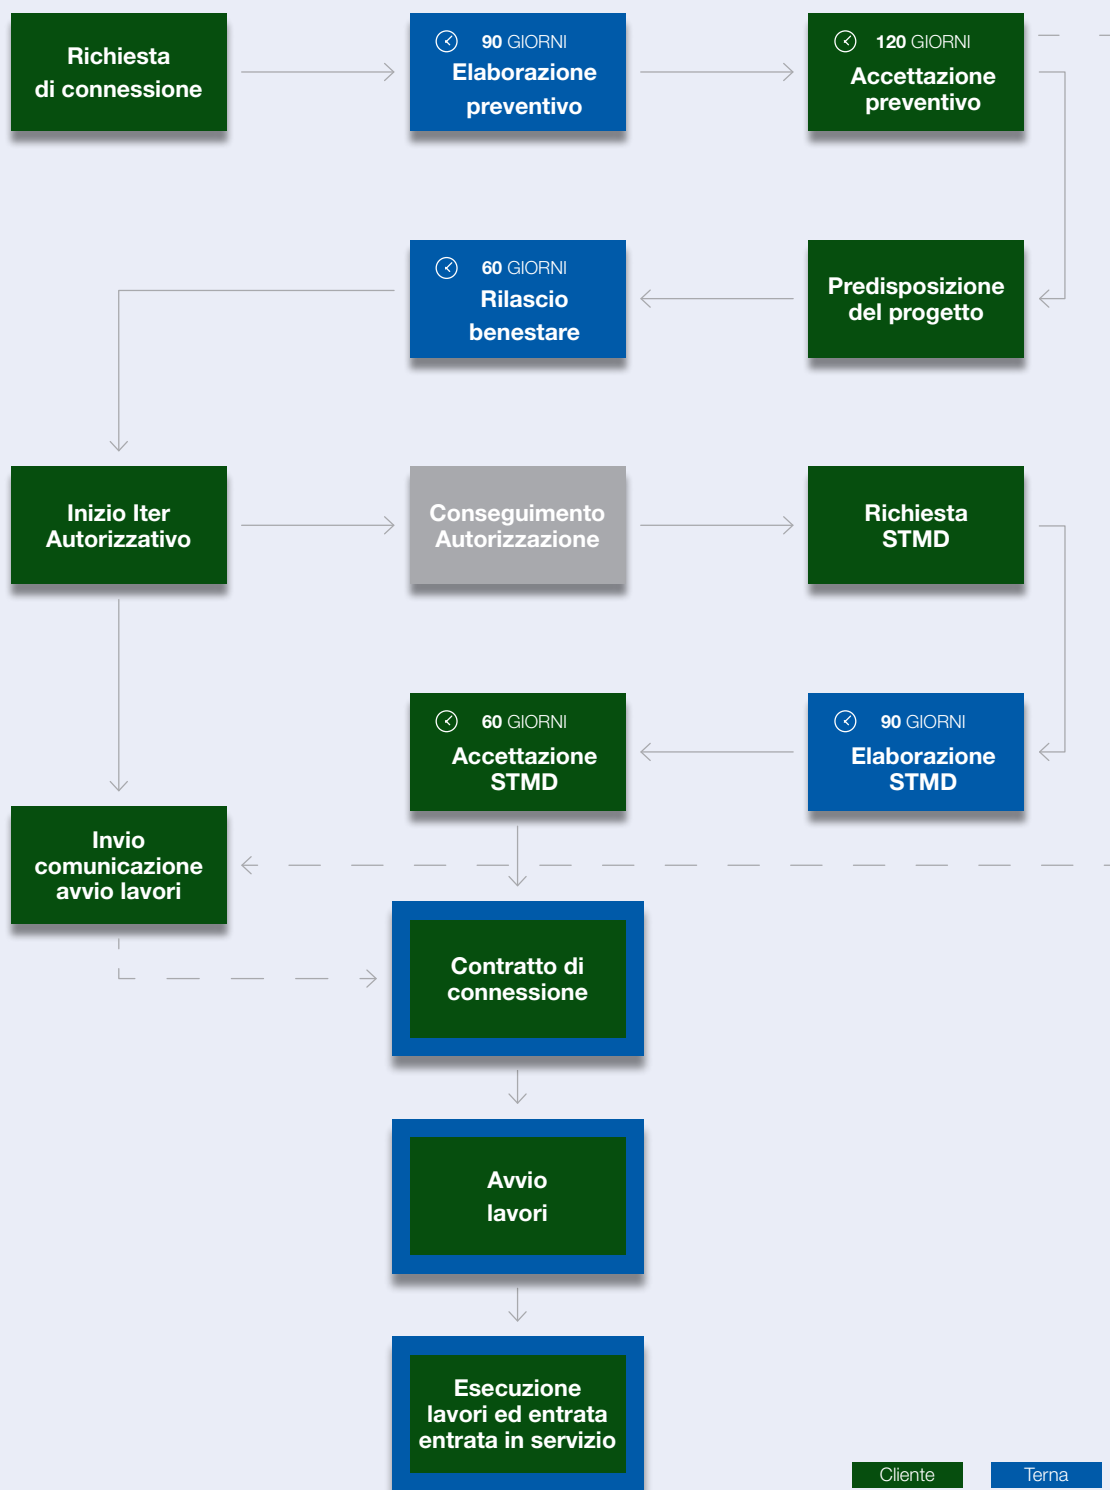 Richiesta
di connessione
90 GIORNI
Elaborazione
preventivo
120 GIORNI
Accettazione
preventivo
60 GIORNI
Rilascio
benestare
Predisposizione
del progetto
Inizio Iter
Autorizzativo
Conseguimento
Autorizzazione
Richiesta
STMD
60 GIORNI
Accettazione
STMD
90 GIORNI
Elaborazione
STMD
Invio
comunicazione
avvio lavori
Contratto di
connessione
Avvio
lavori
Esecuzione
lavori ed entrata
entrata in servizio
Cliente
Terna